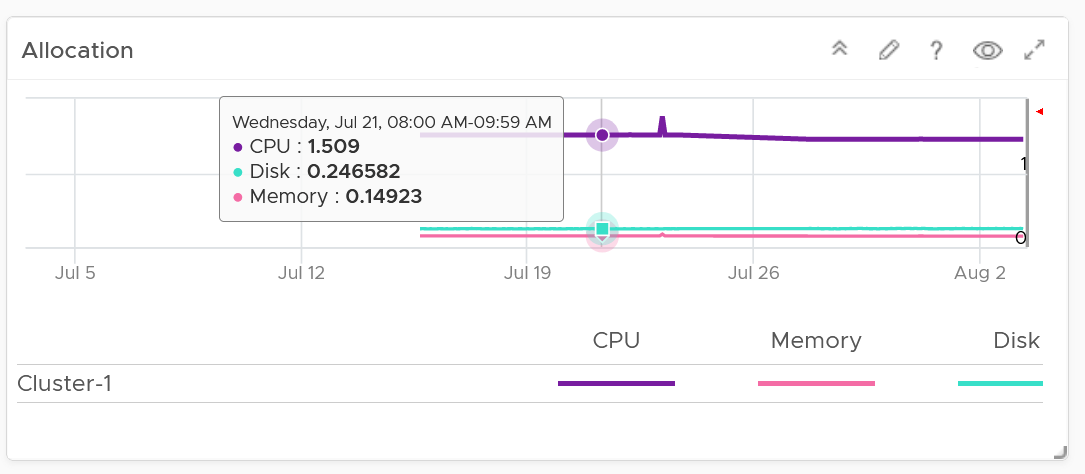 Allocation
?
Wednesday, Jul 21, 08:00 AM-09:59 AM
CPU : 1.509
Disk : 0.246582
Memory : 0.14923
1
0
Jul 5 Jul 12 Jul 19 Jul 26 Aug 2
CPU Memory Disk
Cluster-1